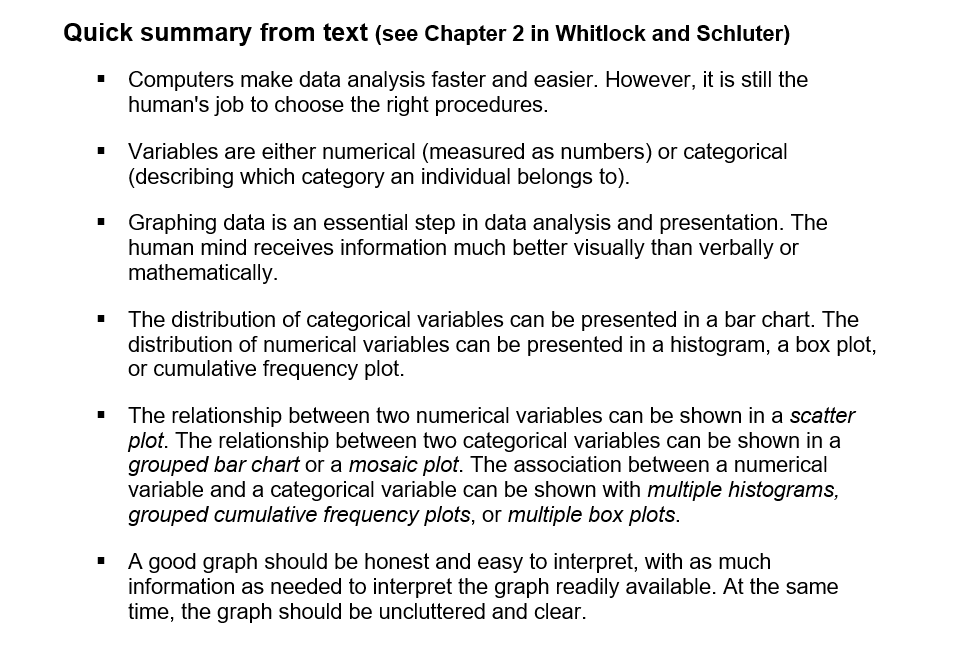 Quick summary from text (see Chapter 2 in Whitlock and Schluter)
▪ Computers make data analysis faster and easier. However, it is still the
human's job to choose the right procedures.
▪ Variables are either numerical (measured as numbers) or categorical
(describing which category an individual belongs to).
▪ Graphing data is an essential step in data analysis and presentation. The
human mind receives information much better visually than verbally or
mathematically.
▪ The distribution of categorical variables can be presented in a bar chart. The
distribution of numerical variables can be presented in a histogram, a box plot,
or cumulative frequency plot.
▪ The relationship between two numerical variables can be shown in a scatter
plot. The relationship between two categorical variables can be shown in a
grouped bar chart or a mosaic plot. The association between a numerical
variable and a categorical variable can be shown with multiple histograms,
grouped cumulative frequency plots, or multiple box plots.
▪ A good graph should be honest and easy to interpret, with as much
information as needed to interpret the graph readily available. At the same
time, the graph should be uncluttered and clear.